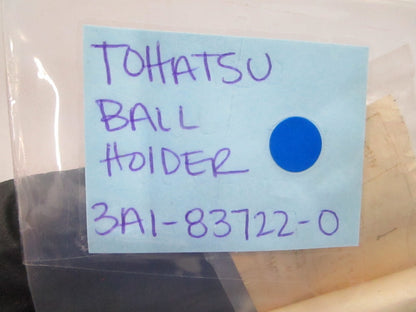 TOHATSU
BALL
HOLDER
3A1-83722-0